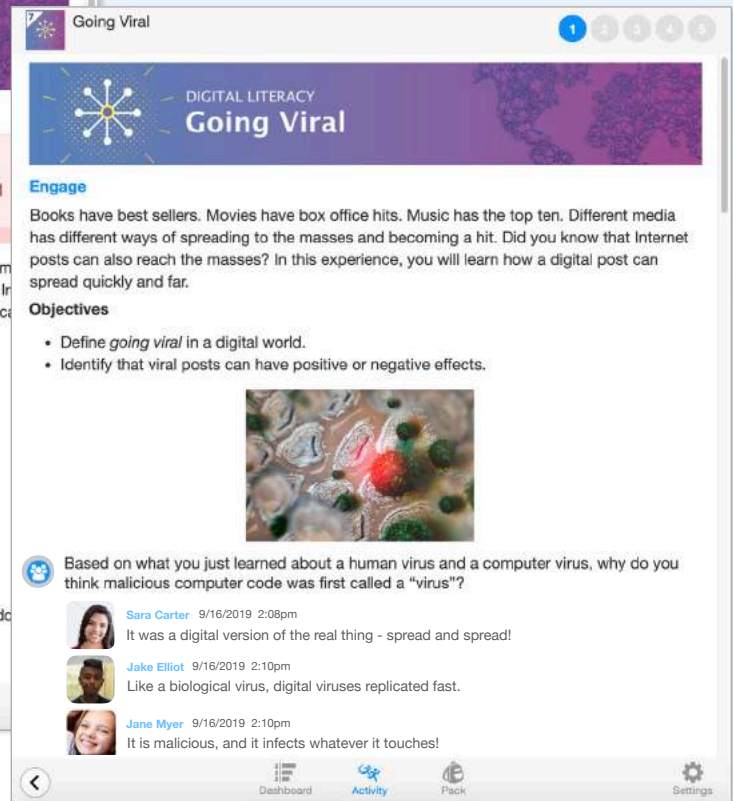 7
Going Viral
1 2 3 4 5
DIGITAL LITERACY
Going Viral
Engage
Books have best sellers. Movies have box office hits. Music has the top ten. Different media
has different ways of spreading to the masses and becoming a hit. Did you know that Internet
posts can also reach the masses? In this experience, you will learn how a digital post can
spread quickly and far.
Objectives
• Define going viral in a digital world.
• Identify that viral posts can have positive or negative effects.
Based on what you just learned about a human virus and a computer virus, why do you
think malicious computer code was first called a “virus”?
Sara Carter 9/16/2019 2:08pm
It was a digital version of the real thing - spread and spread!
Jake Elliot 9/16/2019 2:10pm
Like a biological virus, digital viruses replicated fast.
Jane Myer 9/16/2019 2:10pm
It is malicious, and it infects whatever it touches!
Dashboard Activity Pack Settings